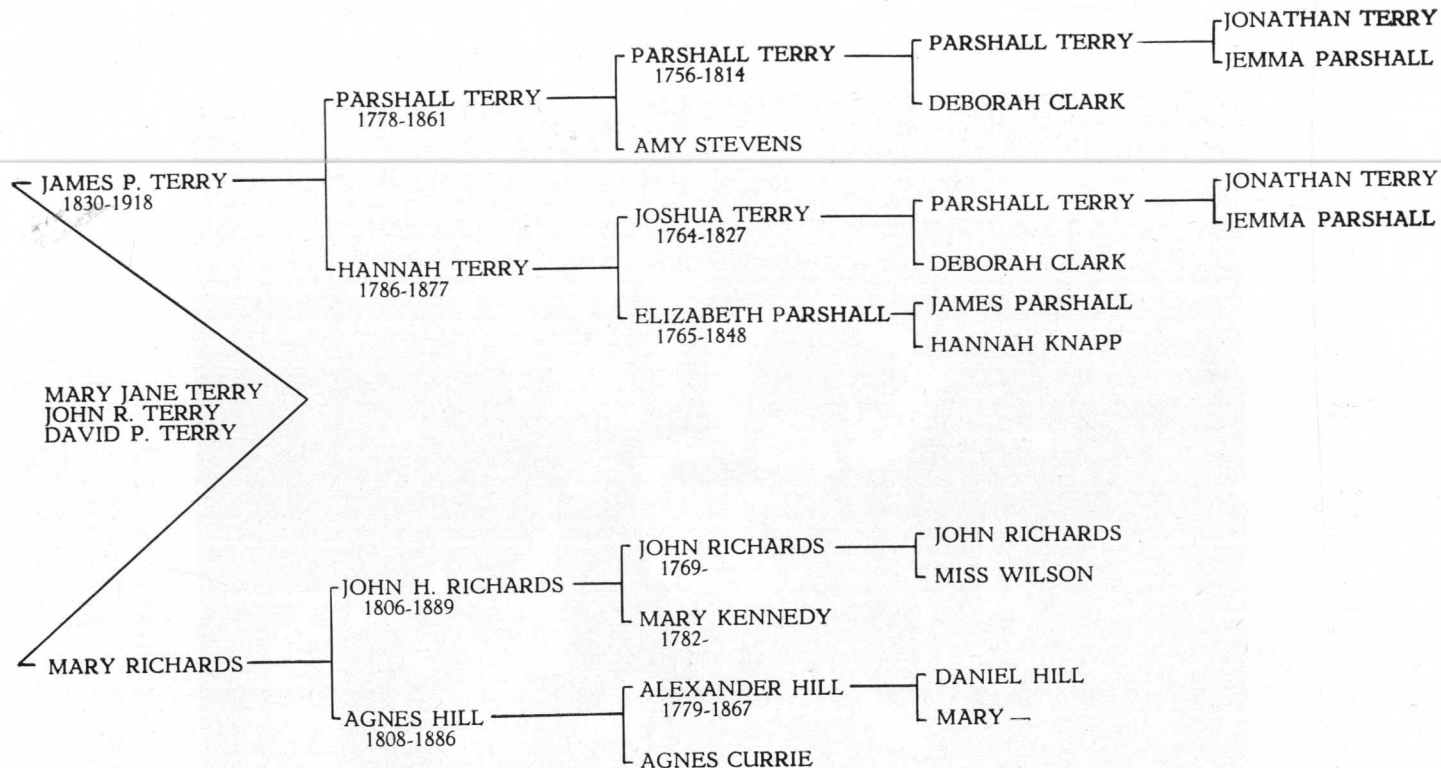 JONATHAN TERRY
PARSHALL TERRY
JEMMA PARSHALL
PARSHALL TERRY
1756-1814
DEBORAH CLARK
PARSHALL TERRY
1778-1861
AMY STEVENS
JAMES P. TERRY
1830-1918
JONATHAN TERRY
PARSHALL TERRY
JEMMA PARSHALL
JOSHUA TERRY
1764-1827
DEBORAH CLARK
HANNAH TERRY
1786-1877
JAMES PARSHALL
ELIZABETH PARSHALL
1765-1848
HANNAH KNAPP
MARY JANE TERRY
JOHN R. TERRY
DAVID P. TERRY
JOHN RICHARDS
JOHN RICHARDS
1769-
MISS WILSON
JOHN H. RICHARDS
1806-1889
MARY KENNEDY
1782-
MARY RICHARDS
DANIEL HILL
ALEXANDER HILL
1779-1867
MARY —
AGNES HILL
1808-1886
AGNES CURRIE